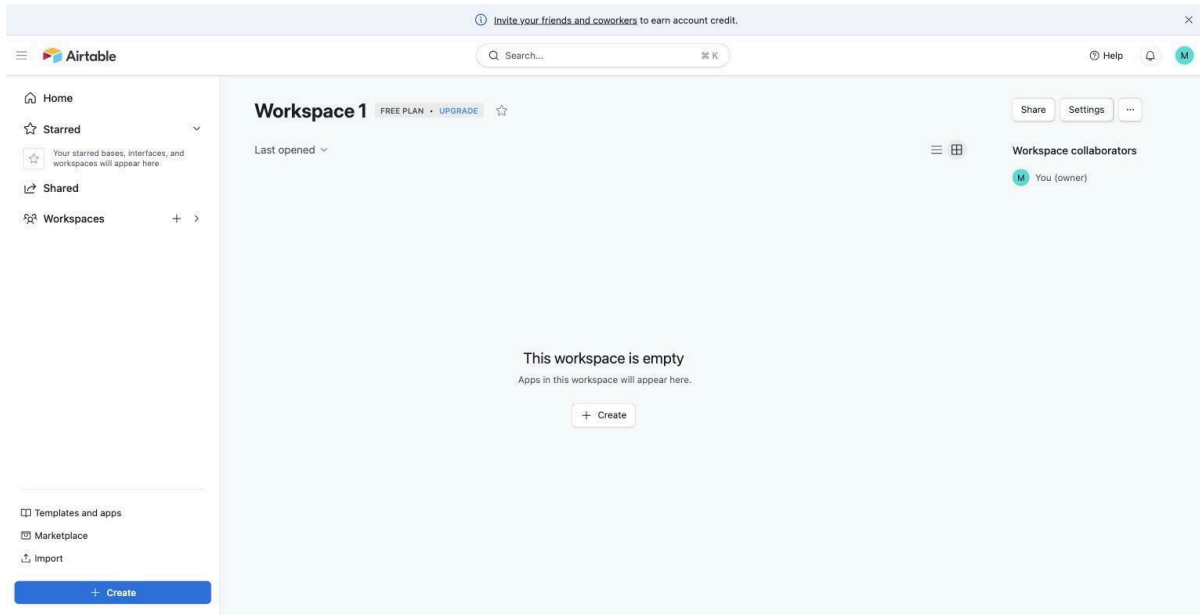 Invite your friends and coworkers to earn account credit.
Airtable
Search...
⌘ K
Help
M
Home
Starred
Your starred bases, interfaces, and
workspaces will appear here
Shared
Workspaces
Workspace 1 FREE PLAN • UPGRADE
Share
Settings
...
Last opened
Workspace collaborators
M You (owner)
This workspace is empty
Apps in this workspace will appear here.
+ Create
Templates and apps
Marketplace
Import
+ Create